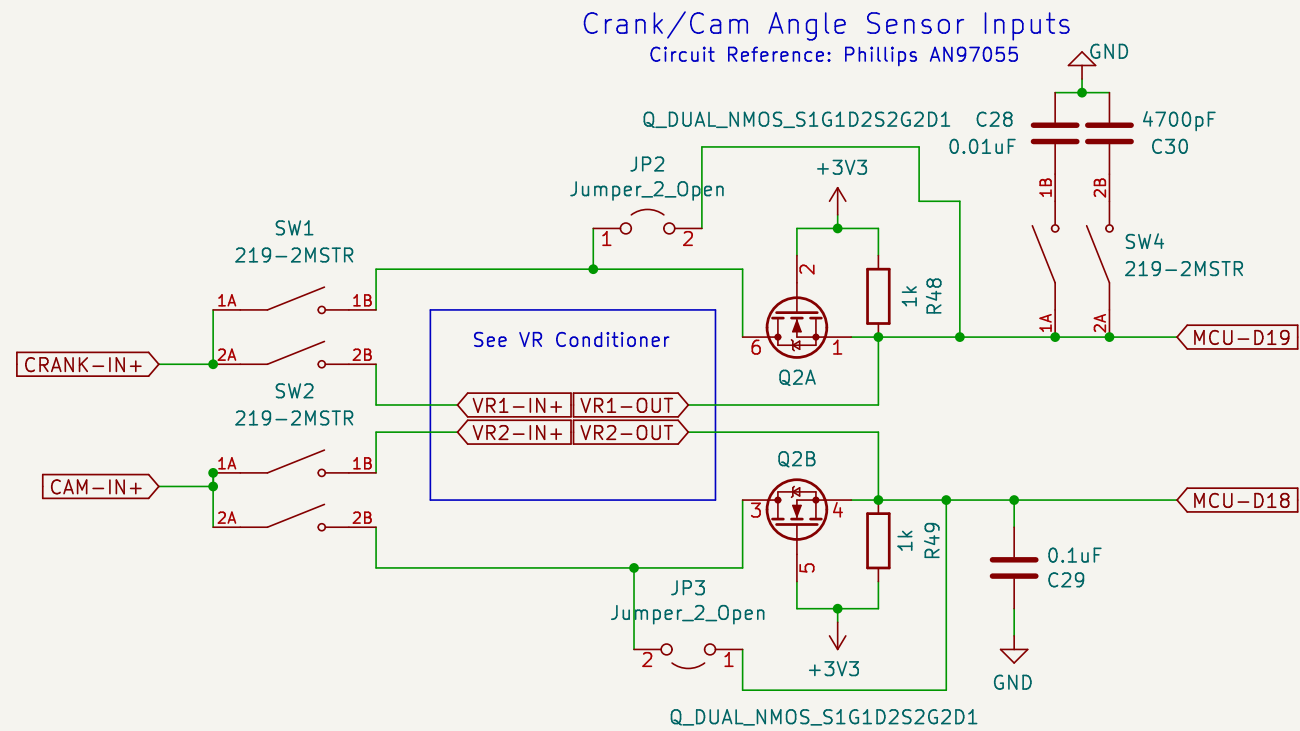 Crank/Cam Angle Sensor Inputs
Circuit Reference: Phillips AN97055
GND
Q_DUAL_NMOS_S1G1D2S2G2D1
C28
4700pF
0.01uF
C30
JP2
Jumper_2_Open
+3V3
1B
2B
1
2
SW1
219-2MSTR
SW4
219-2MSTR
2
1k
R48
1A
1B
1A
2A
See VR Conditioner
6
1
MCU-D19
CRANK-IN+
2A
2B
Q2A
SW2
219-2MSTR
VR1-IN+
VR1-OUT
VR2-IN+
VR2-OUT
1A
1B
Q2B
CAM-IN+
3
4
MCU-D18
2A
2B
1k
R49
5
0.1uF
C29
JP3
Jumper_2_Open
2
1
+3V3
GND
Q_DUAL_NMOS_S1G1D2S2G2D1